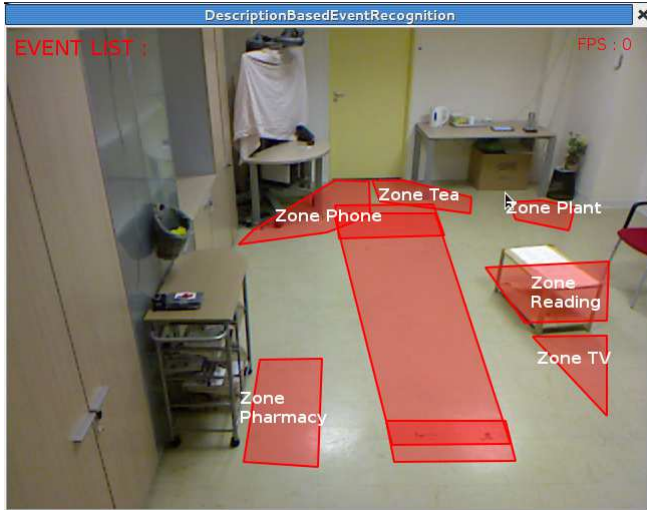 DescriptionBasedEventRecognition
EVENT LIST :
FPS : 0
Zone Tea
Zone Phone
Zone Plant
Zone
Reading
Zone TV
Zone
Pharmacy